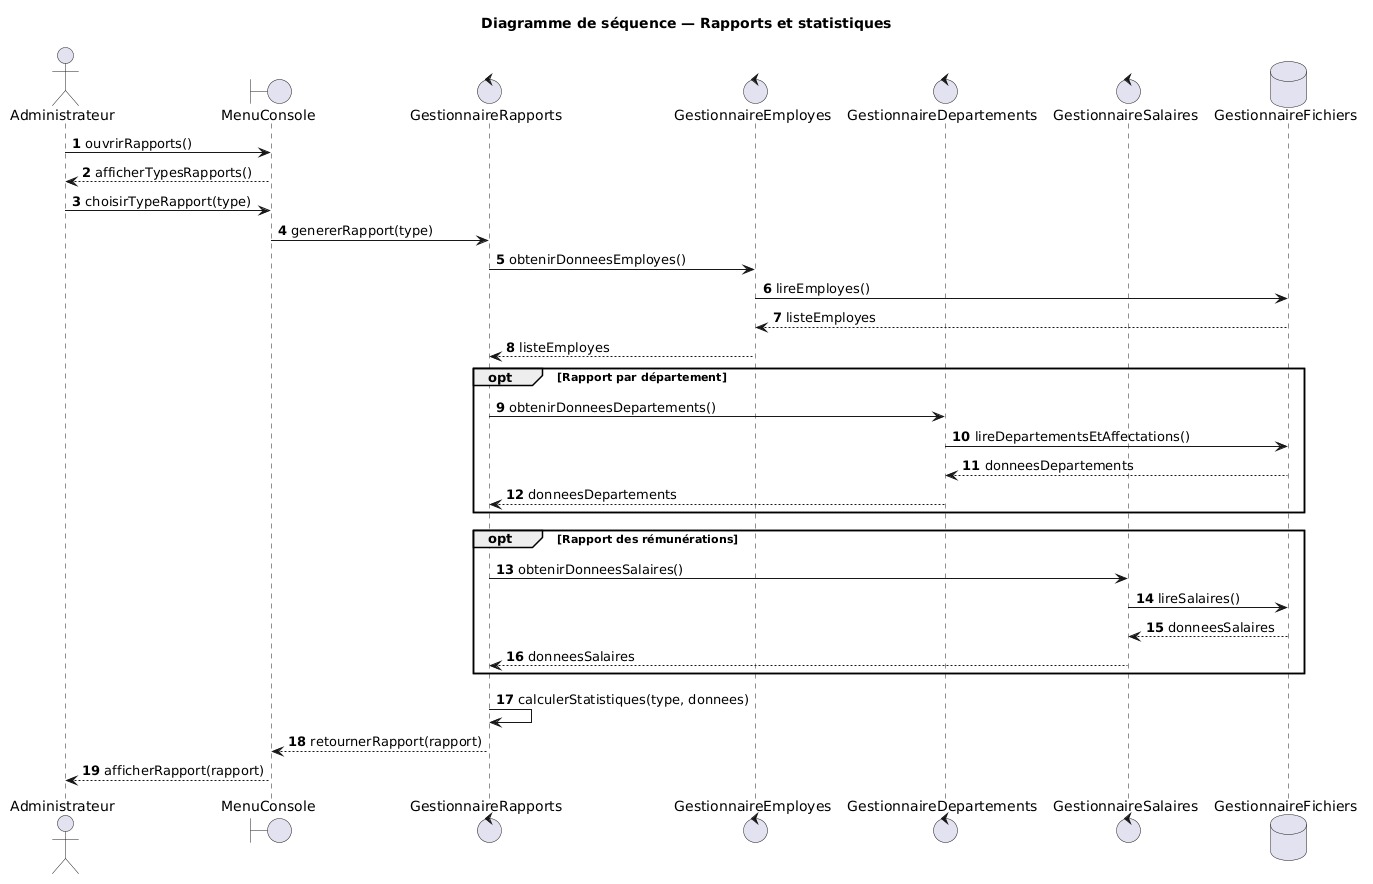 Diagramme de séquence — Rapports et statistiques
Administrateur
MenuConsole
GestionnaireRapports
GestionnaireEmployes
GestionnaireDepartements
GestionnaireSalaires
GestionnaireFichiers
1 ouvrirRapports()
2 afficherTypesRapports()
3 choisirTypeRapport(type)
4 genererRapport(type)
5 obtenirDonneesEmployes()
6 lireEmployes()
7 listeEmployes
8 listeEmployes
opt [Rapport par département]
9 obtenirDonneesDepartements()
10 lireDepartementsEtAffectations()
11 donneesDepartements
12 donneesDepartements
opt [Rapport des rémunérations]
13 obtenirDonneesSalaires()
14 lireSalaires()
15 donneesSalaires
16 donneesSalaires
17 calculerStatistiques(type, donnees)
18 retournerRapport(rapport)
19 afficherRapport(rapport)
Administrateur
MenuConsole
GestionnaireRapports
GestionnaireEmployes
GestionnaireDepartements
GestionnaireSalaires
GestionnaireFichiers